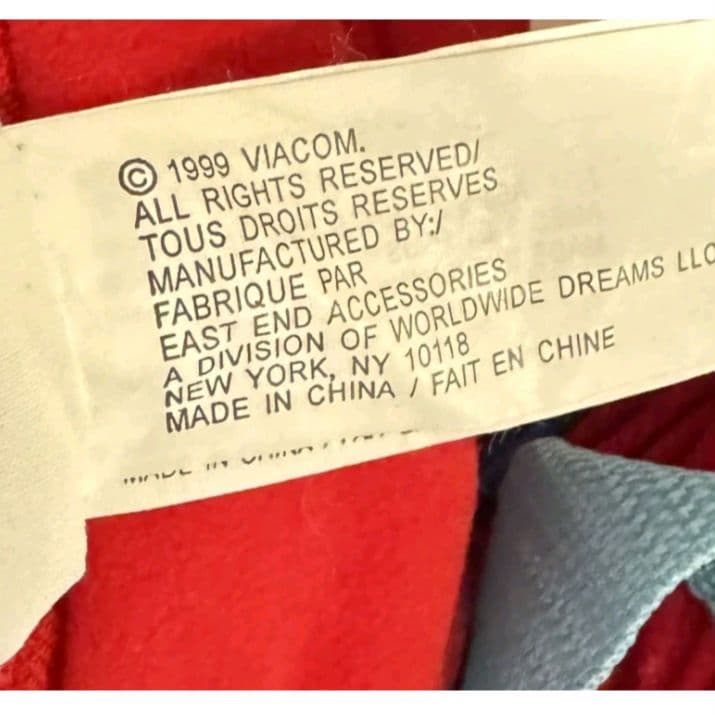 © 1999 VIACOM.
ALL RIGHTS RESERVED/
TOUS DROITS RESERVES
MANUFACTURED BY:/
FABRIQUE PAR
EAST END ACCESSORIES
A DIVISION OF WORLDWIDE DREAMS LLC
NEW YORK, NY 10118
MADE IN CHINA / FAIT EN CHINE